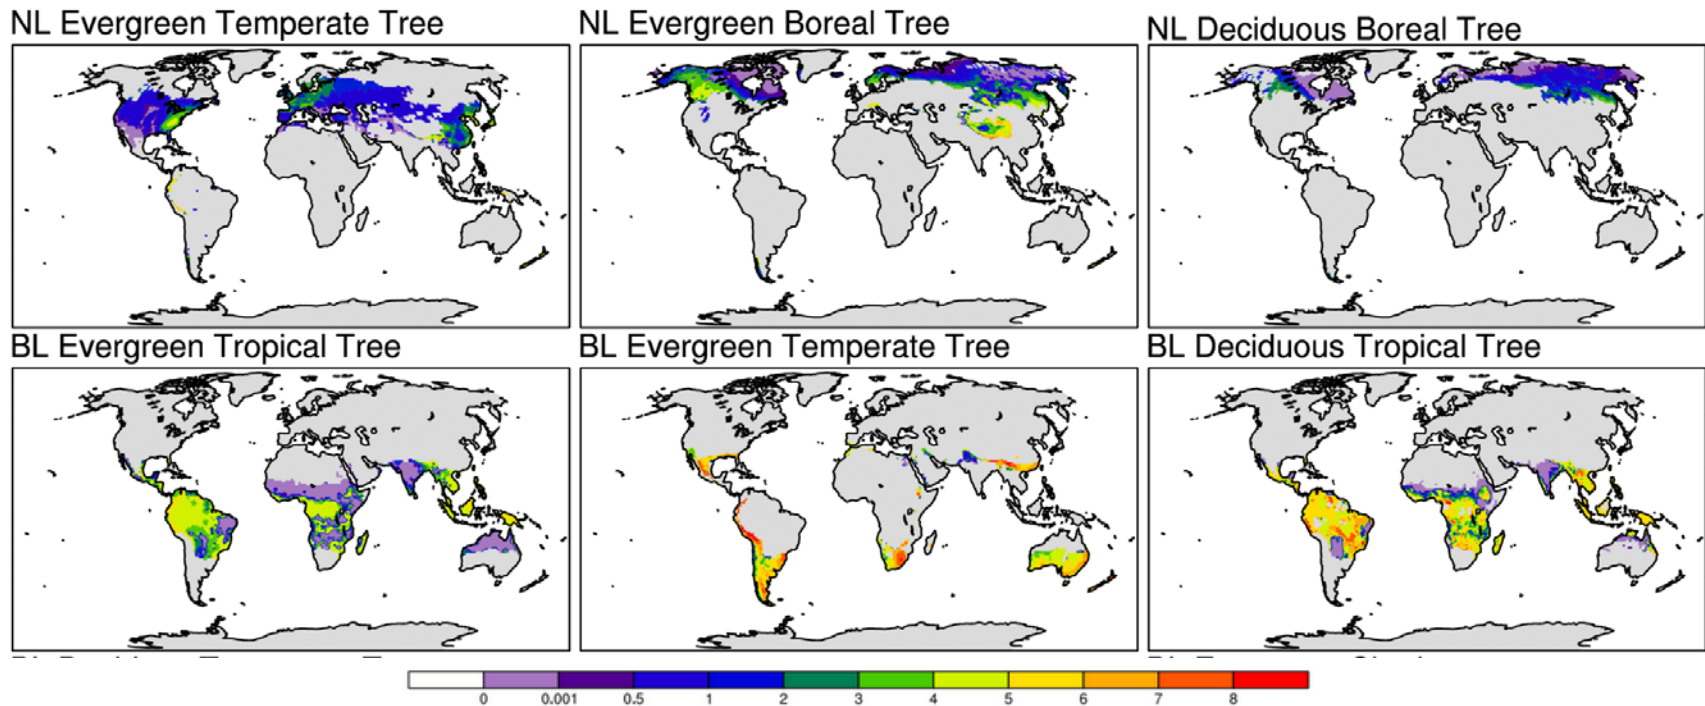 NL Evergreen Temperate Tree
NL Evergreen Boreal Tree
NL Deciduous Boreal Tree
BL Evergreen Tropical Tree
BL Evergreen Temperate Tree
BL Deciduous Tropical Tree
0 0.001 0.5 1 2 3 4 5 6 7 8